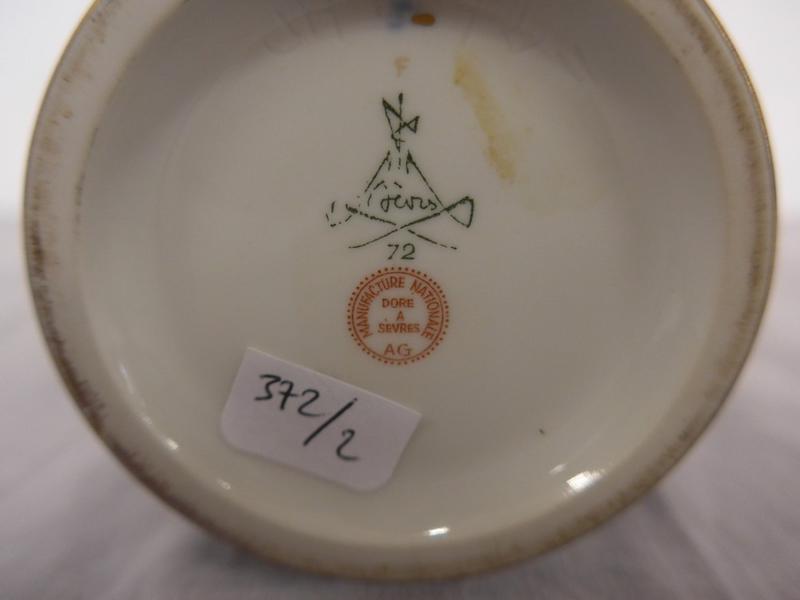 F
Sèvres
72
MANUFACTURE NATIONALE
DORE
A
SEVRES
AG
372/2